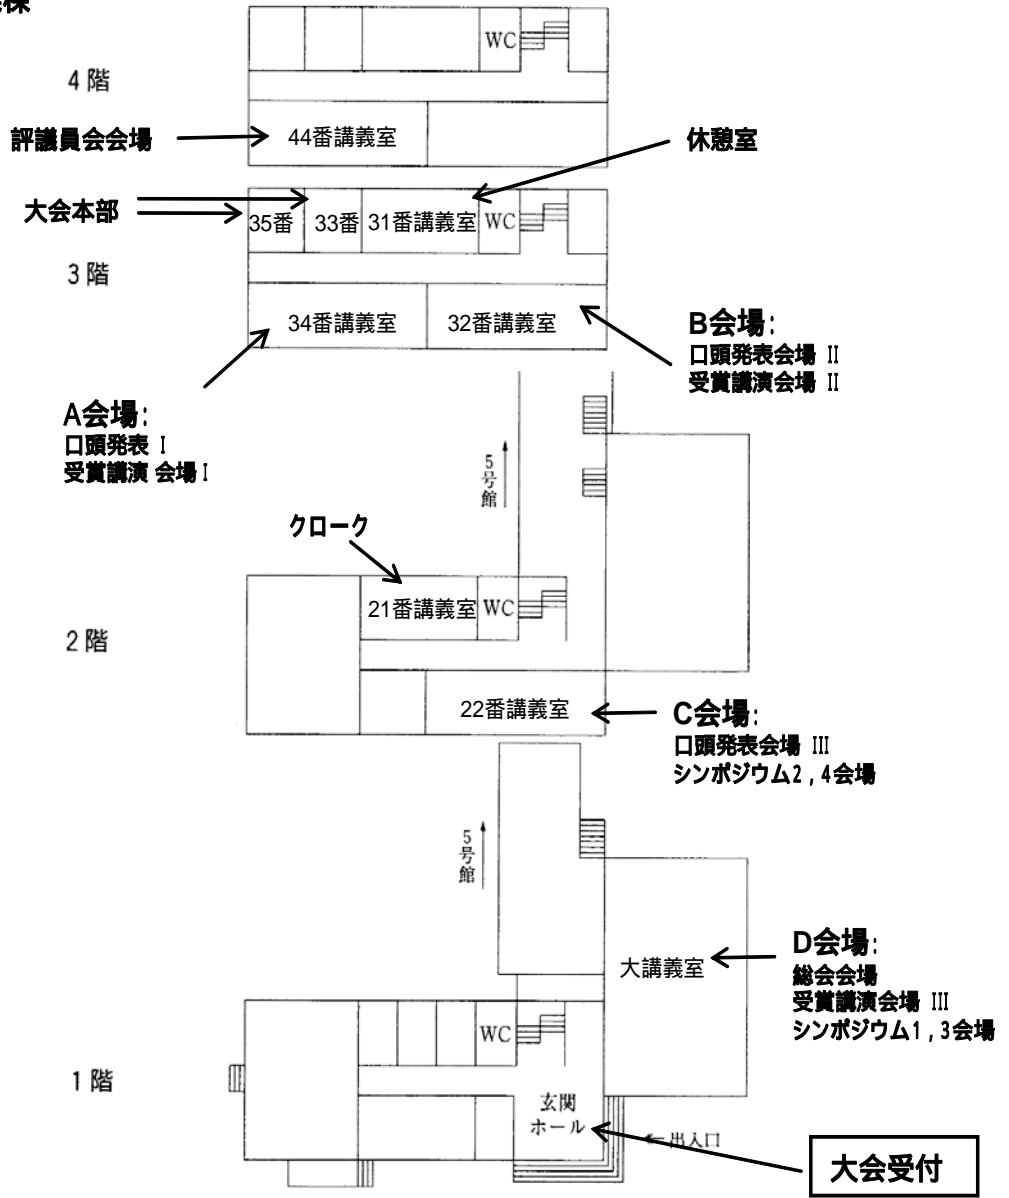 棟
WC
4 階
評議員会会場
44番講義室
休憩室
大会本部
35番
33番
31番講義室
WC
3 階
34番講義室
32番講義室
B会場:
口頭発表会場 II
受賞講演会場 II
A会場:
口頭発表 I
受賞講演 会場 I
5号館
クローク
21番講義室
WC
2 階
22番講義室
C会場:
口頭発表会場 III
シンポジウム2 , 4会場
5号館
D会場:
大講義室
総会会場
受賞講演会場 III
シンポジウム1 , 3会場
WC
1 階
玄関
ホール
←出入口
大会受付